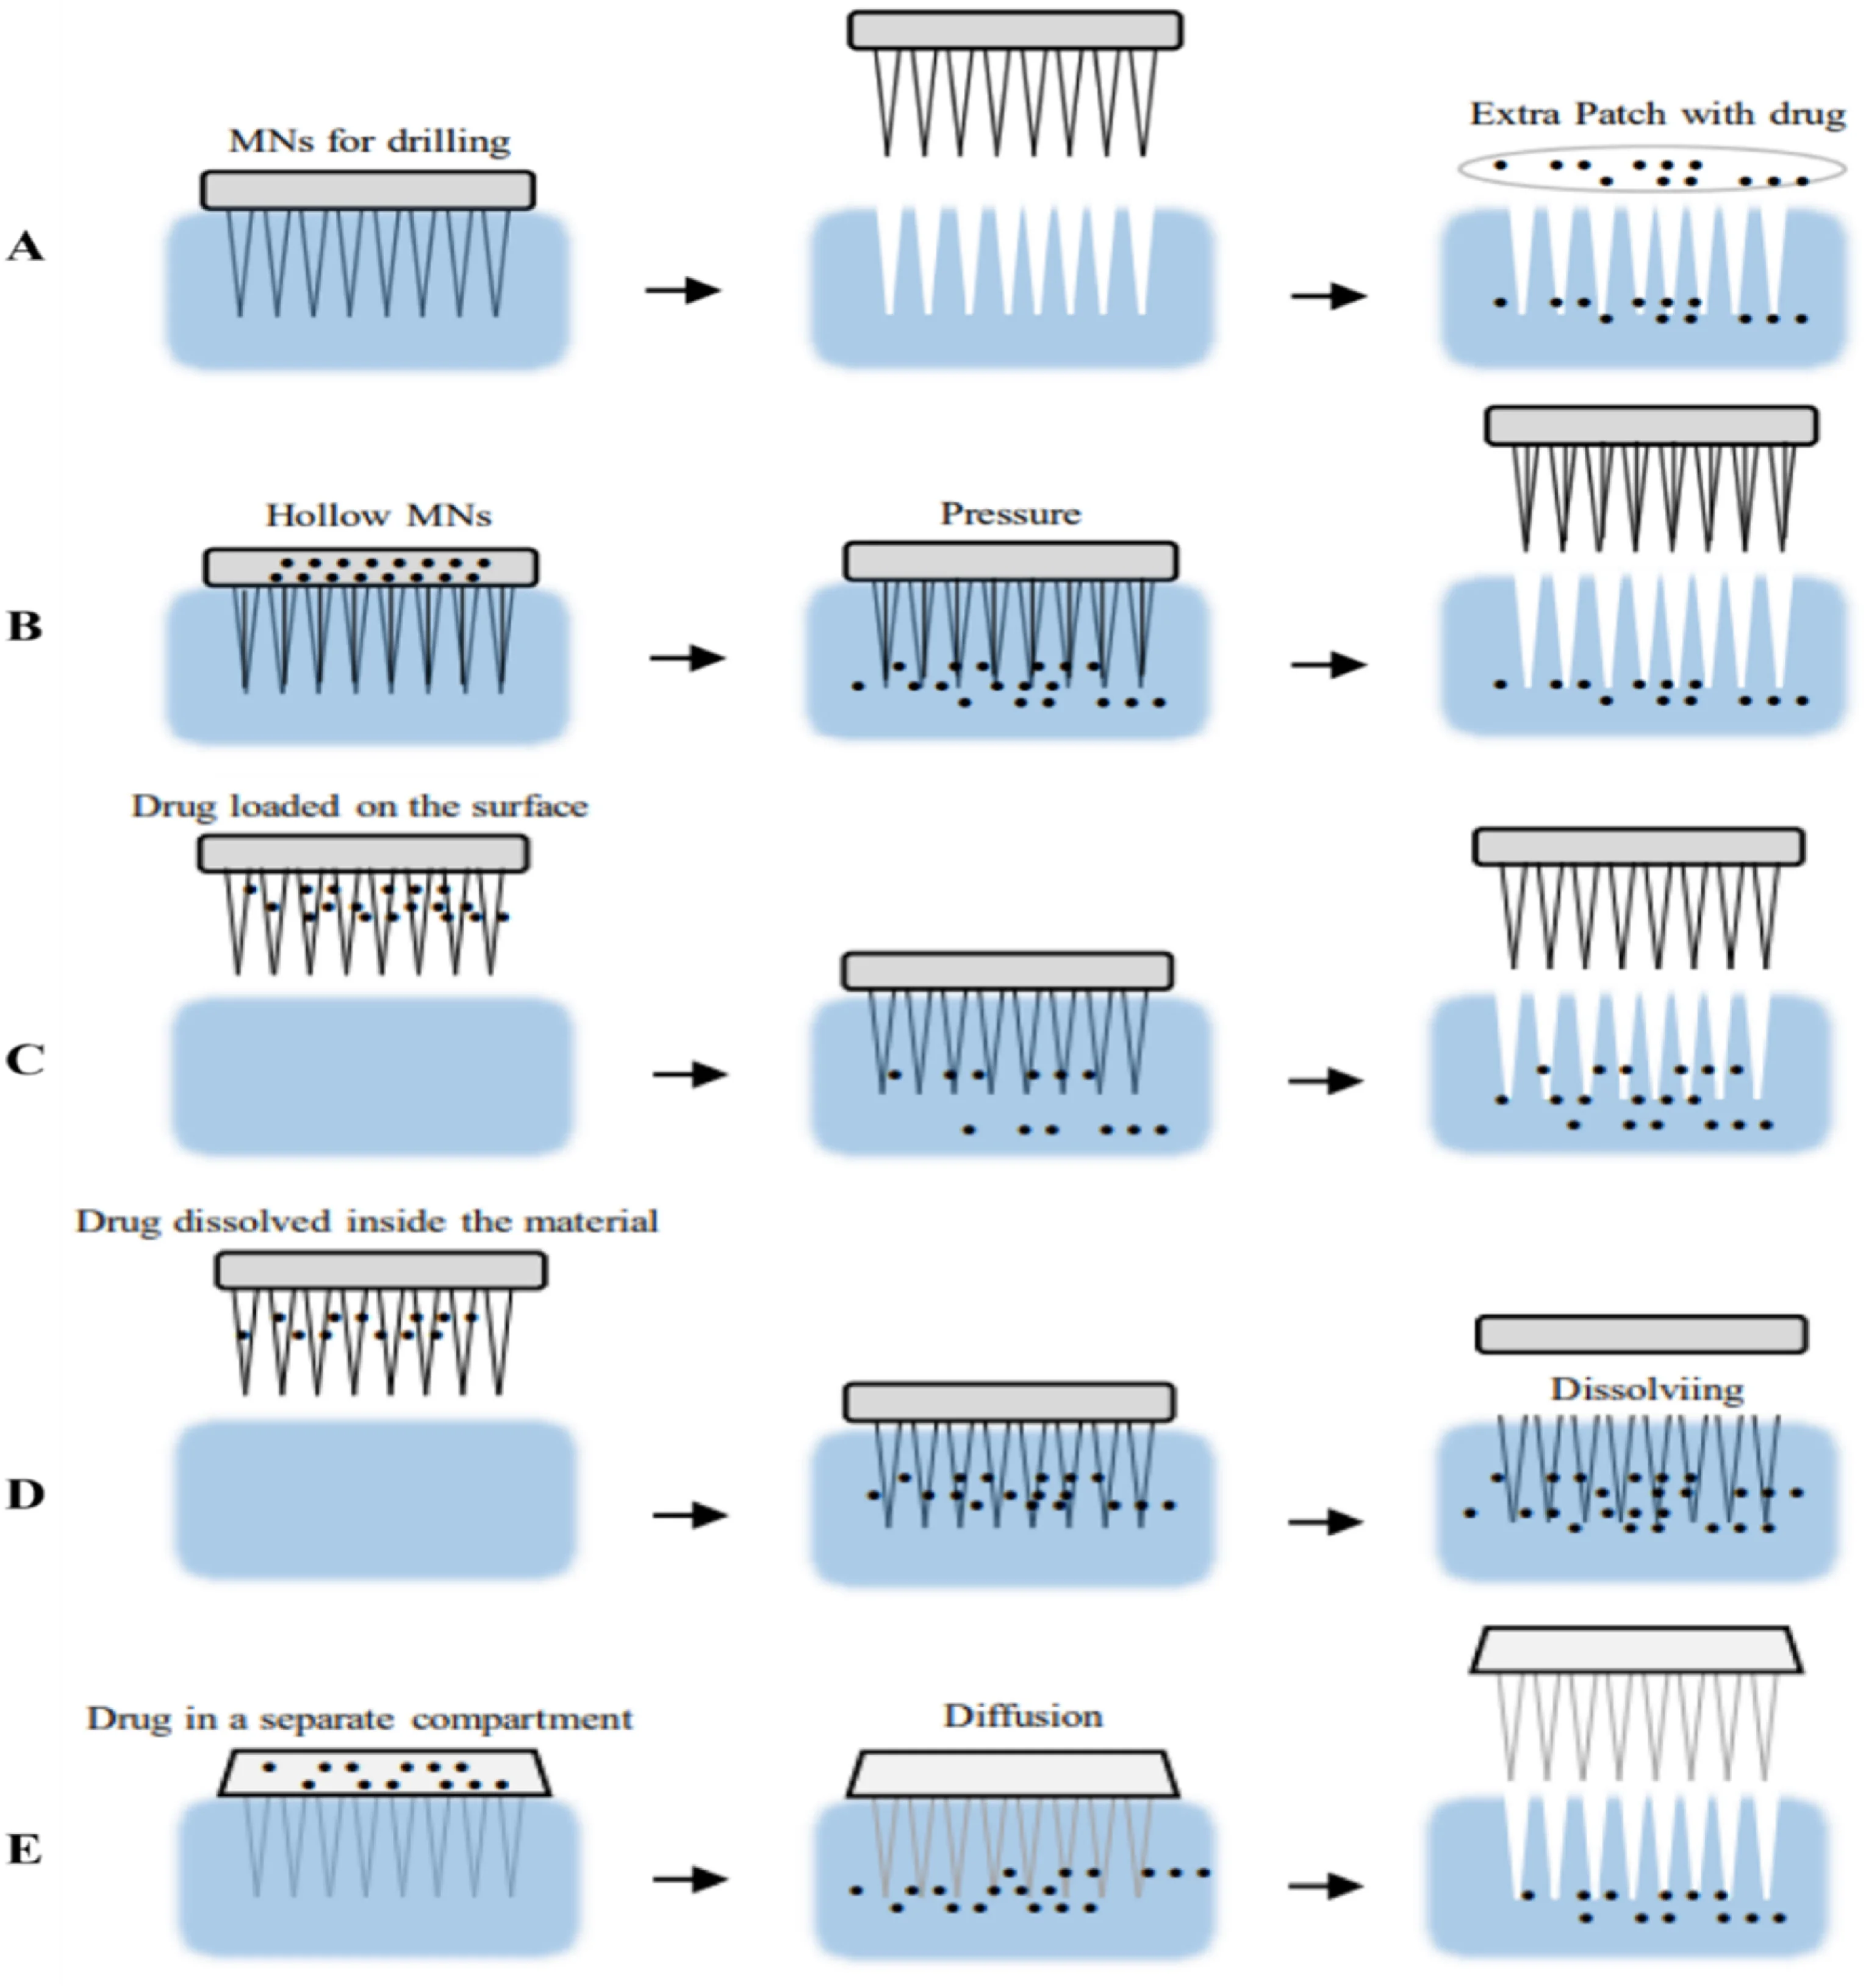 MNs for drilling
Extra Patch with drug
A
Hollow MNs
Pressure
B
Drug loaded on the surface
C
Drug dissolved inside the material
Dissolviing
D
Drug in a separate compartment
Diffusion
E